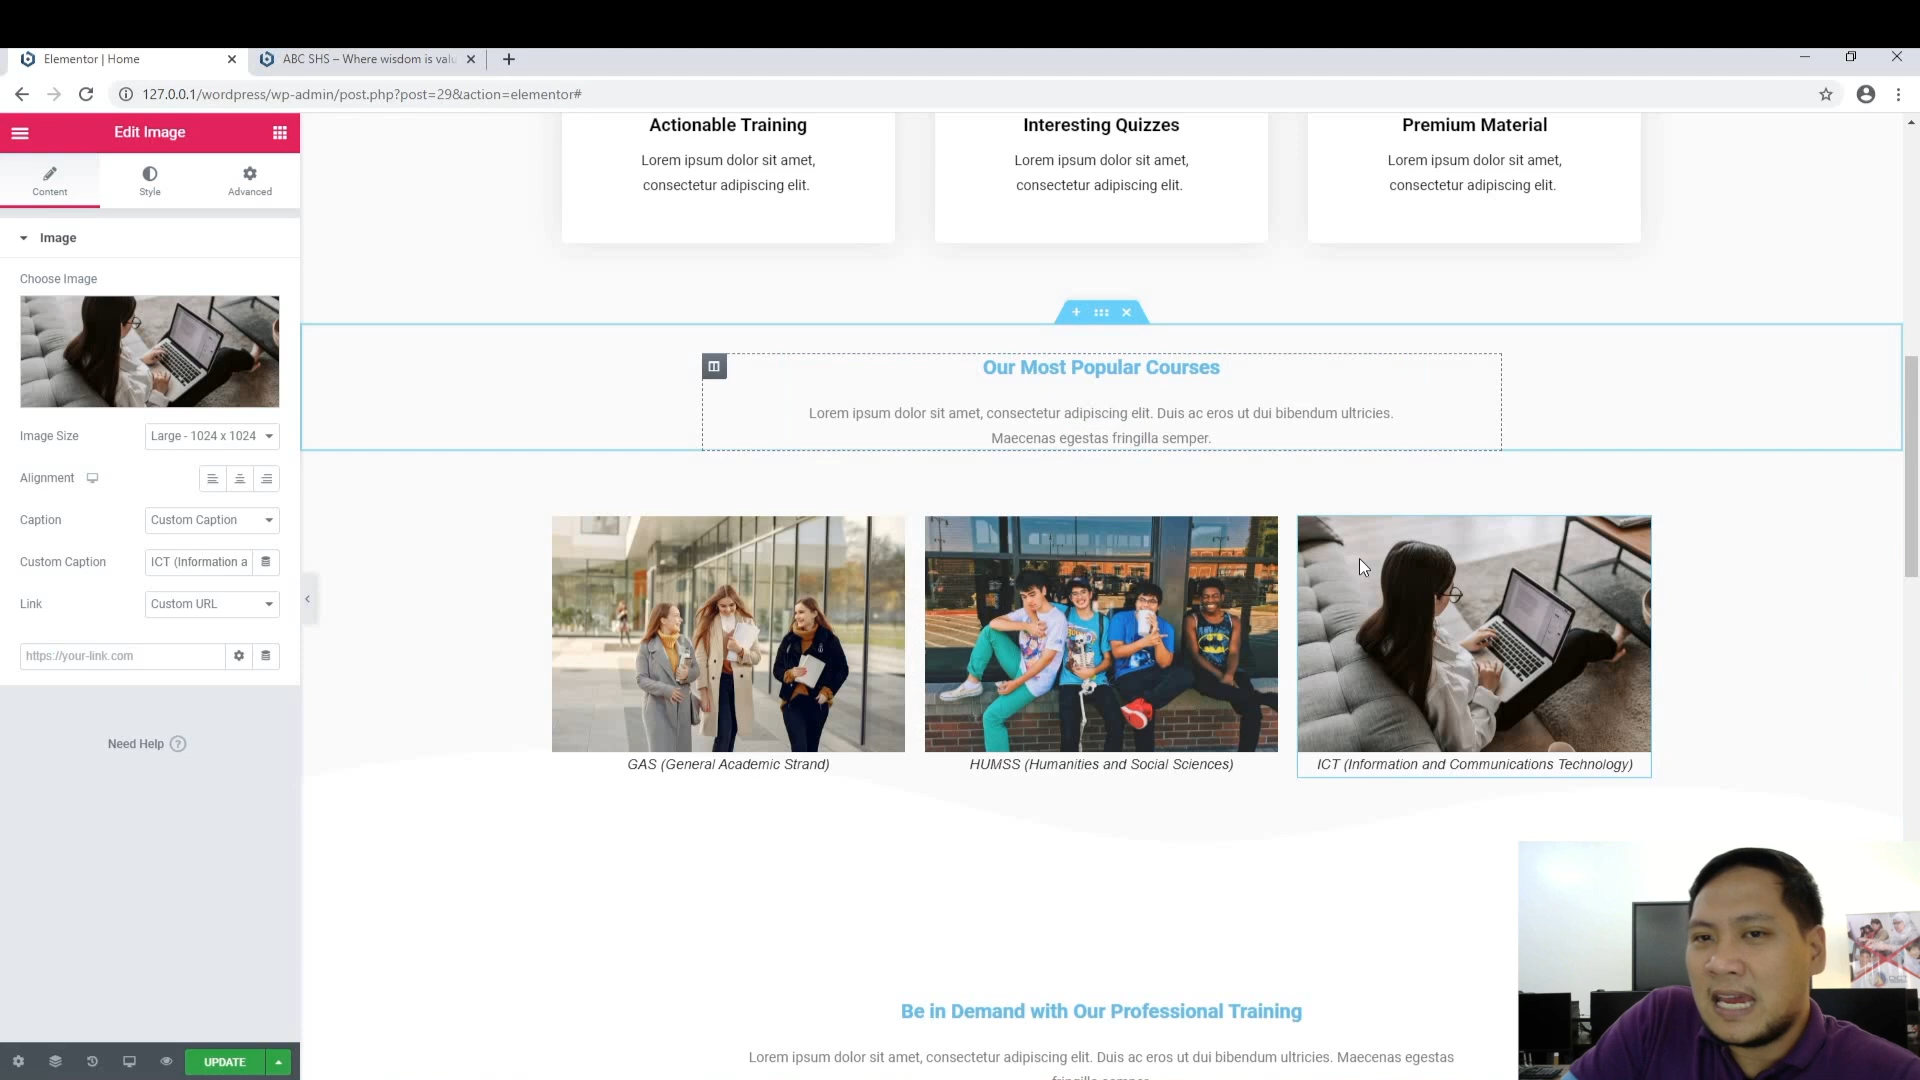 Elementor | Home
ABC SHS – Where wisdom is valu
127.0.0.1/wordpress/wp-admin/post.php?post=29&action=elementor#
Edit Image
Content
Style
Advanced
Image
Choose Image
Image Size
Large - 1024 x 1024
Alignment
Caption
Custom Caption
Custom Caption
ICT (Information a
Link
Custom URL
https://your-link.com
Need Help ?
UPDATE
Actionable Training
Lorem ipsum dolor sit amet,
consectetur adipiscing elit.
Interesting Quizzes
Lorem ipsum dolor sit amet,
consectetur adipiscing elit.
Premium Material
Lorem ipsum dolor sit amet,
consectetur adipiscing elit.
Our Most Popular Courses
Lorem ipsum dolor sit amet, consectetur adipiscing elit. Duis ac eros ut dui bibendum ultricies.
Maecenas egestas fringilla semper.
GAS (General Academic Strand)
HUMSS (Humanities and Social Sciences)
ICT (Information and Communications Technology)
Be in Demand with Our Professional Training
Lorem ipsum dolor sit amet, consectetur adipiscing elit. Duis ac eros ut dui bibendum ultricies. Maecenas egestas
fringilla semper.